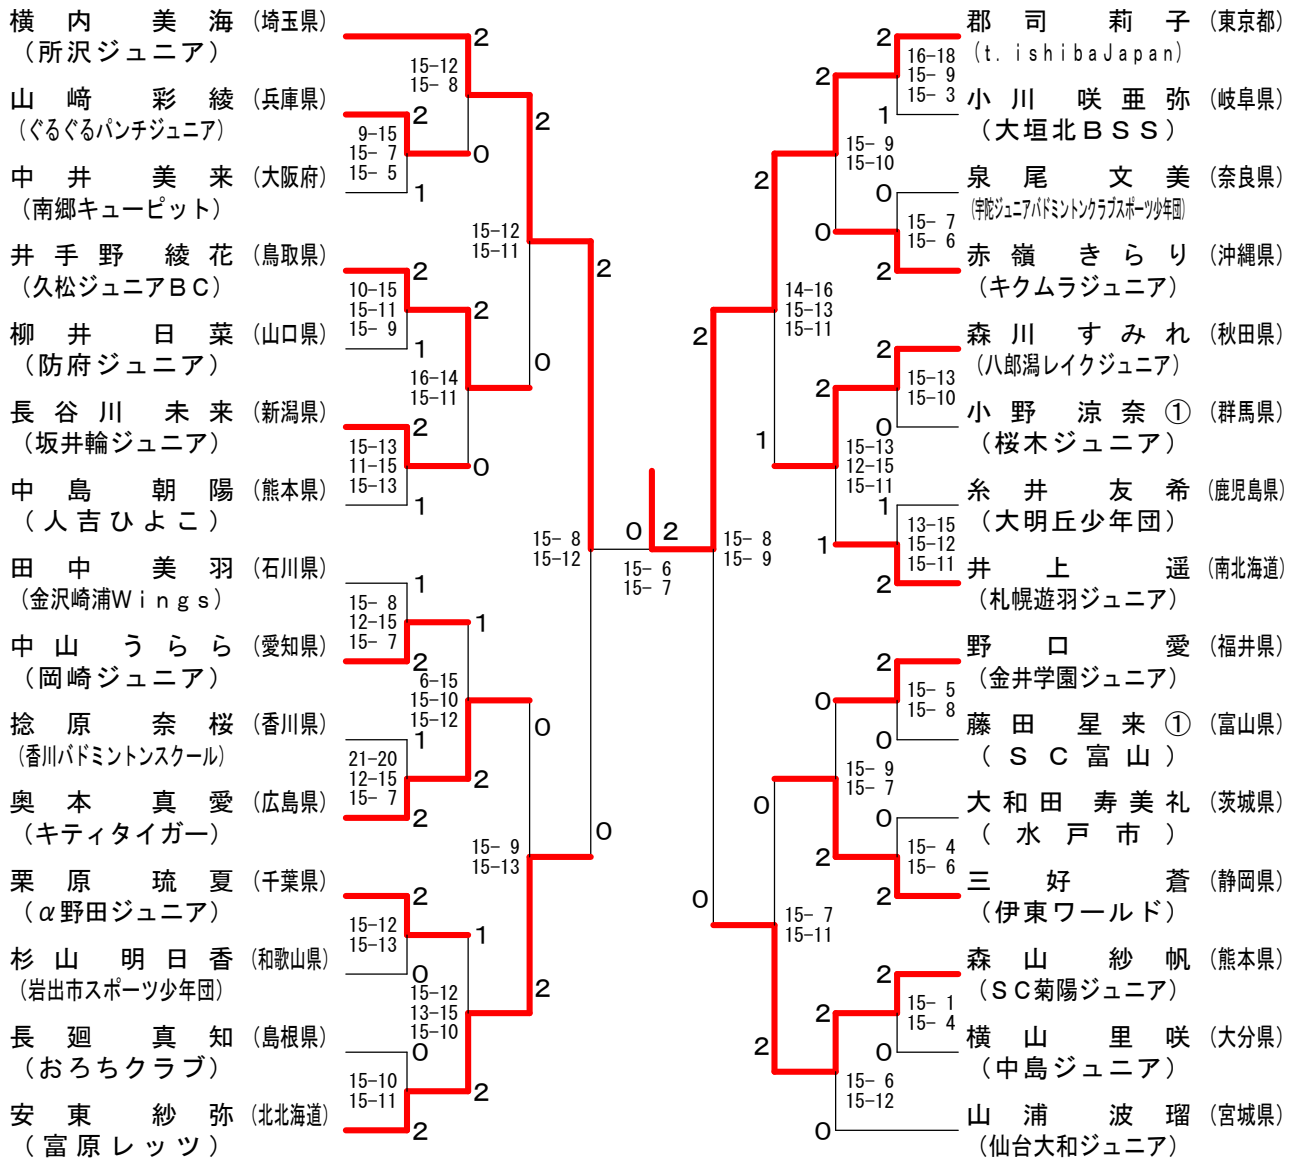 横内 美海 (埼玉県)
(所沢ジュニア)
2
15-12
15- 8
山﨑 彩綾 (兵庫県)
(ぐるぐるパンチジュニア)
2
2
9-15
15- 7
15- 5
0
中井 美来 (大阪府)
(南郷キューピット)
1
15-12
15-11
2
井手野 綾花 (鳥取県)
(久松ジュニアBC)
2
10-15
15-11
15- 9
2
柳井 日菜 (山口県)
(防府ジュニア)
1
0
16-14
15-11
長谷川 未来 (新潟県)
(坂井輪ジュニア)
2
15-13
11-15
15-13
0
中島 朝陽 (熊本県)
(人吉ひよこ)
1
15- 8
15-12
田中 美羽 (石川県)
(金沢崎浦Wings)
1
15- 8
12-15
15- 7
1
中山 うらら (愛知県)
(岡崎ジュニア)
2
6-15
15-10
15-12
0
捻原 奈桜 (香川県)
(香川バドミントンスクール)
1
21-20
12-15
15- 7
2
奥本 真愛 (広島県)
(キティタイガー)
2
0
15- 9
15-13
栗原 琉夏 (千葉県)
(α野田ジュニア)
2
15-12
15-13
1
杉山 明日香 (和歌山県)
(岩出市スポーツ少年団)
0
2
15-12
13-15
15-10
長廻 真知 (島根県)
(おろちクラブ)
0
15-10
15-11
2
安東 紗弥 (北北海道)
(富原レッツ)
2
0 2
15- 6
15- 7
郡司 莉子 (東京都)
(t. ishibaJapan)
2
16-18
15- 9
15- 3
2
小川 咲亜弥 (岐阜県)
(大垣北BSS)
1
15- 9
15-10
2
泉尾 文美 (奈良県)
(宇陀ジュニアバドミントンクラブスポーツ少年団)
0
15- 7
15- 6
0
赤嶺 きらり (沖縄県)
(キクムラジュニア)
2
14-16
15-13
15-11
2
森川 すみれ (秋田県)
(八郎潟レイクジュニア)
2
15-13
15-10
2
小野 涼奈 ① (群馬県)
(桜木ジュニア)
0
1
15-13
12-15
15-11
糸井 友希 (鹿児島県)
(大明丘少年団)
1
13-15
15-12
15-11
1
井上 遥 (南北海道)
(札幌遊羽ジュニア)
2
15- 8
15- 9
野口 愛 (福井県)
(金井学園ジュニア)
2
15- 5
15- 8
0
藤田 星来 ① (富山県)
(SC富山)
0
15- 9
15- 7
0
大和田 寿美礼 (茨城県)
(水戸市)
0
15- 4
15- 6
2
三好 蒼 (静岡県)
(伊東ワールド)
2
0
15- 7
15-11
森山 紗帆 (熊本県)
(SC菊陽ジュニア)
2
15- 1
15- 4
2
横山 里咲 (大分県)
(中島ジュニア)
0
2
15- 6
15-12
山浦 波瑠 (宮城県)
(仙台大和ジュニア)
0